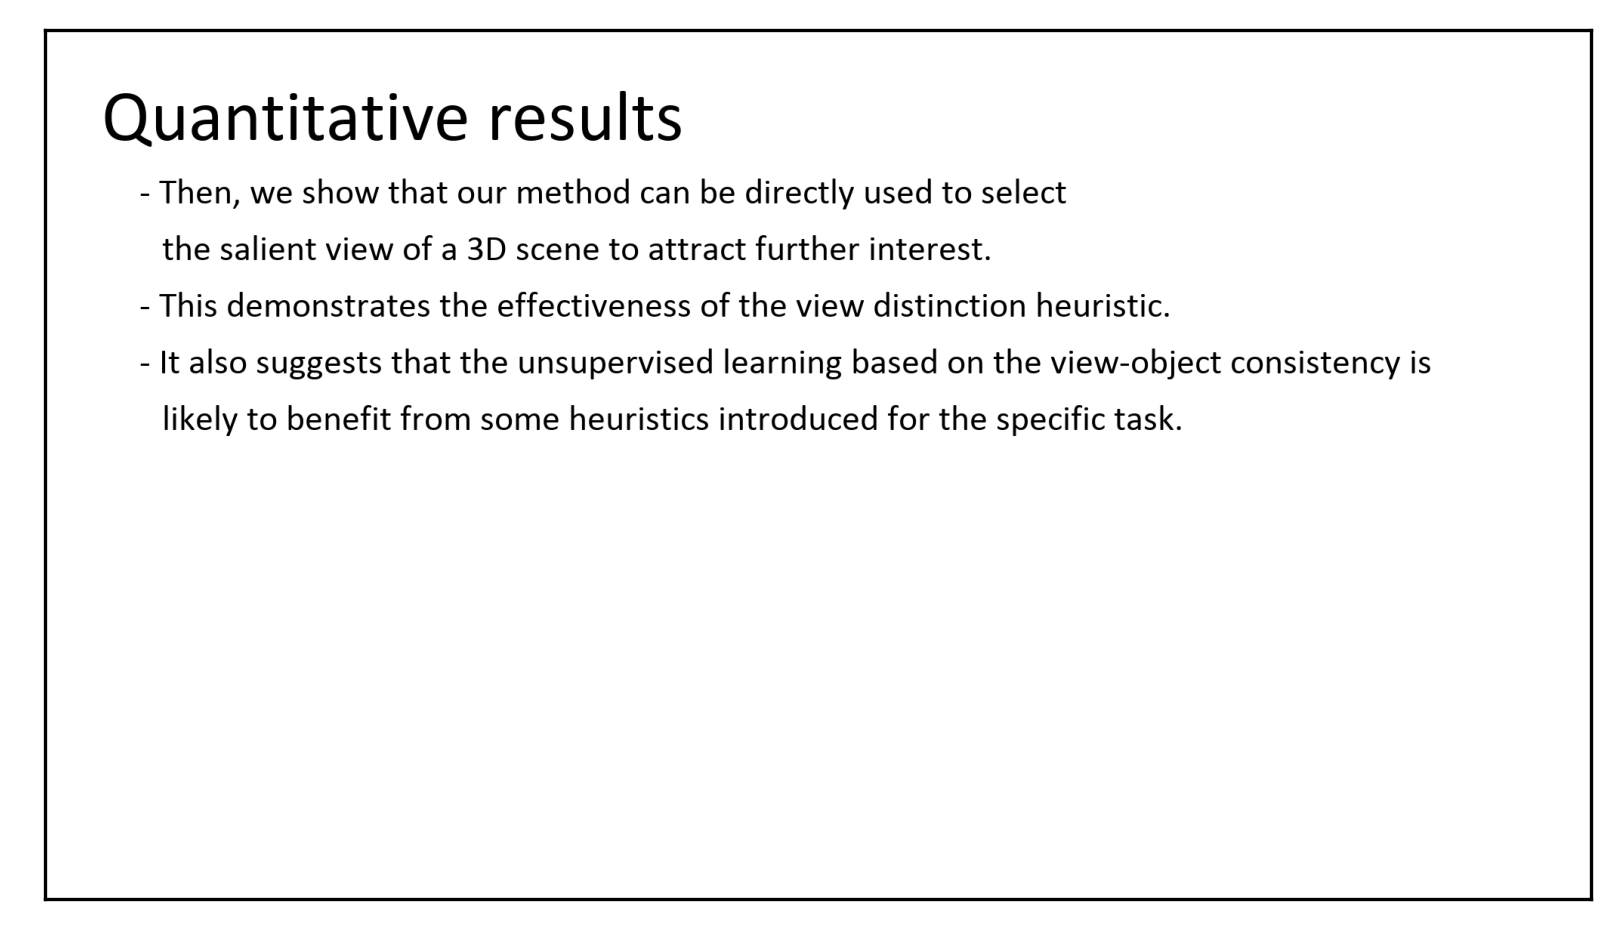 Quantitative results
- Then, we show that our method can be directly used to select
the salient view of a 3D scene to attract further interest.
- This demonstrates the effectiveness of the view distinction heuristic.
- It also suggests that the unsupervised learning based on the view-object consistency is
likely to benefit from some heuristics introduced for the specific task.